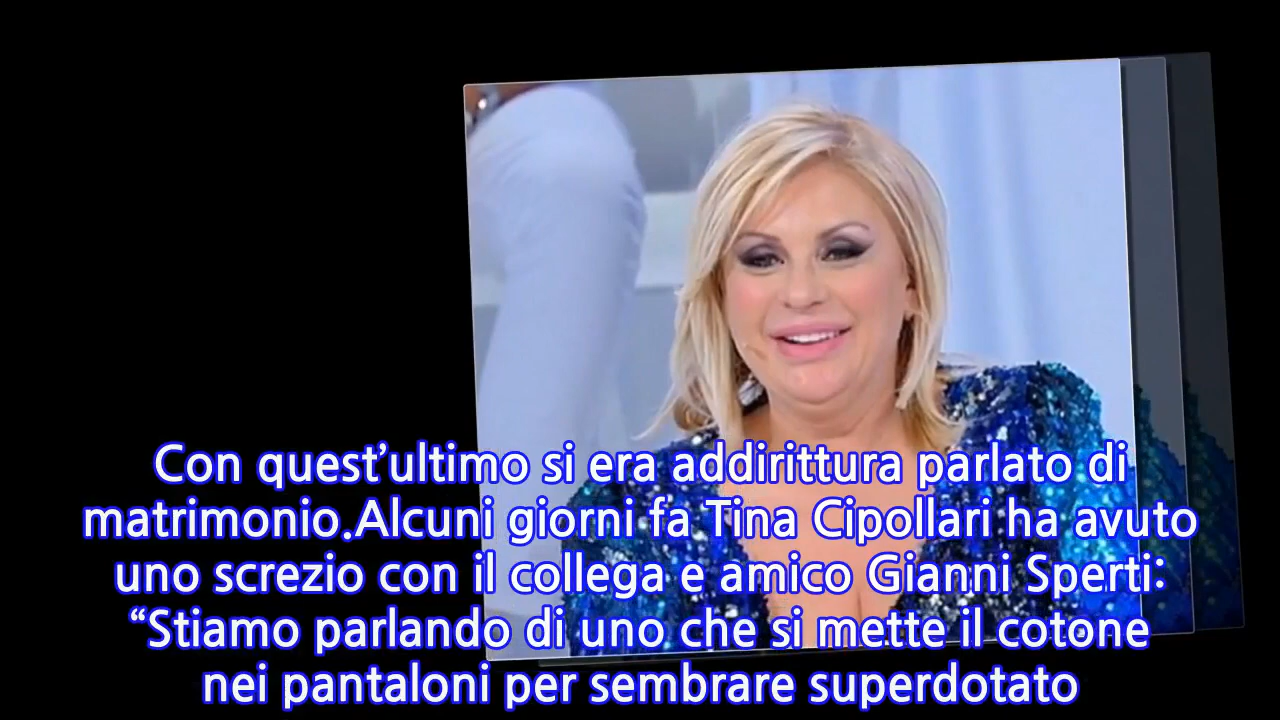 Con quest’ultimo si era addirittura parlato di
matrimonio.Alcuni giorni fa Tina Cipollari ha avuto
uno screzio con il collega e amico Gianni Sperti:
“Stiamo parlando di uno che si mette il cotone
nei pantaloni per sembrare superdotato